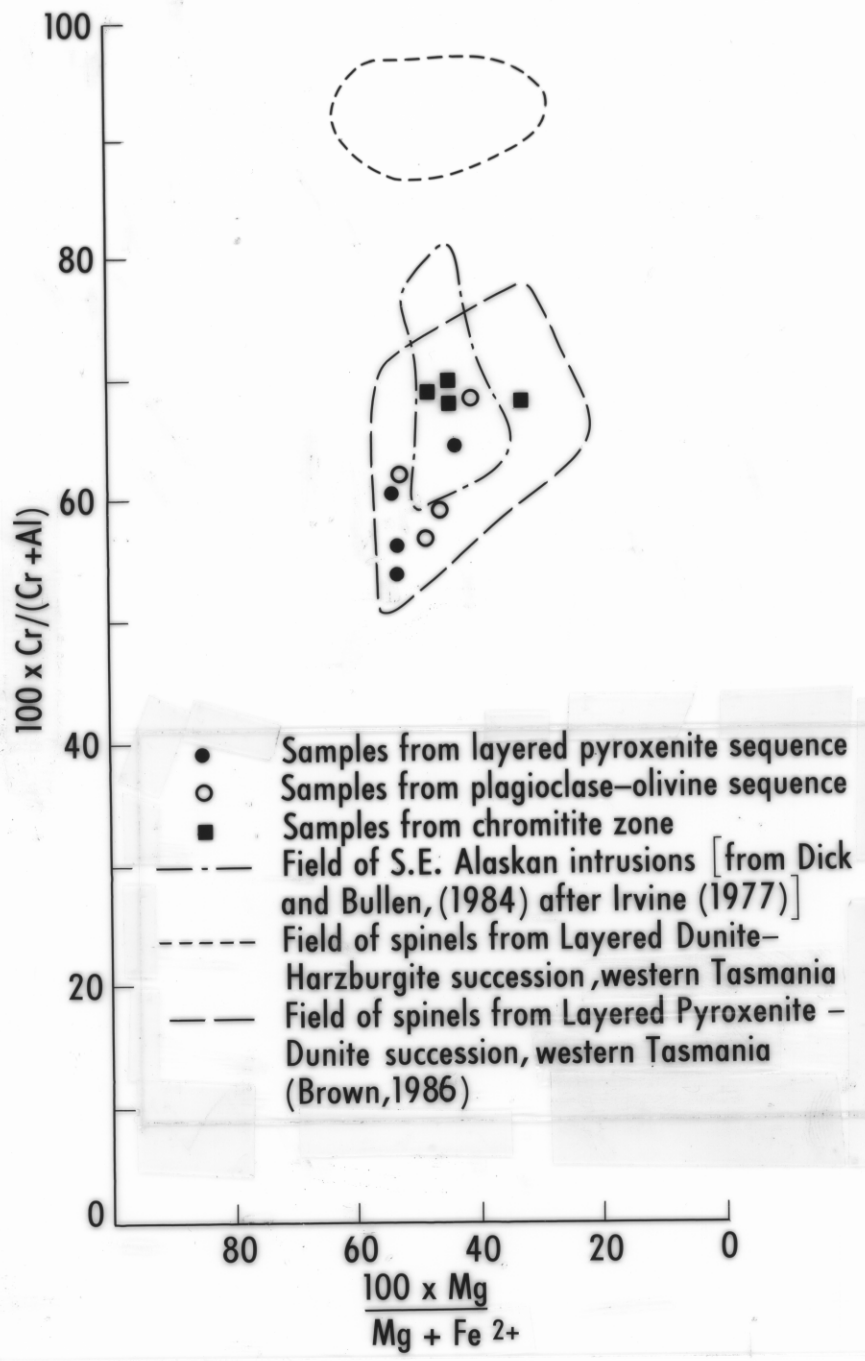 100
80
60
40
20
0
100 x Cr/(Cr +Al)
Samples from layered pyroxenite sequence
Samples from plagioclase–olivine sequence
Samples from chromitite zone
Field of S.E. Alaskan intrusions [from Dick
and Bullen, (1984) after Irvine (1977)]
Field of spinels from Layered Dunite–
Harzburgite succession ,western Tasmania
Field of spinels from Layered Pyroxenite –
Dunite succession, western Tasmania
(Brown,1986)
80 60 40 20 0
100 x Mg
Mg + Fe 2+